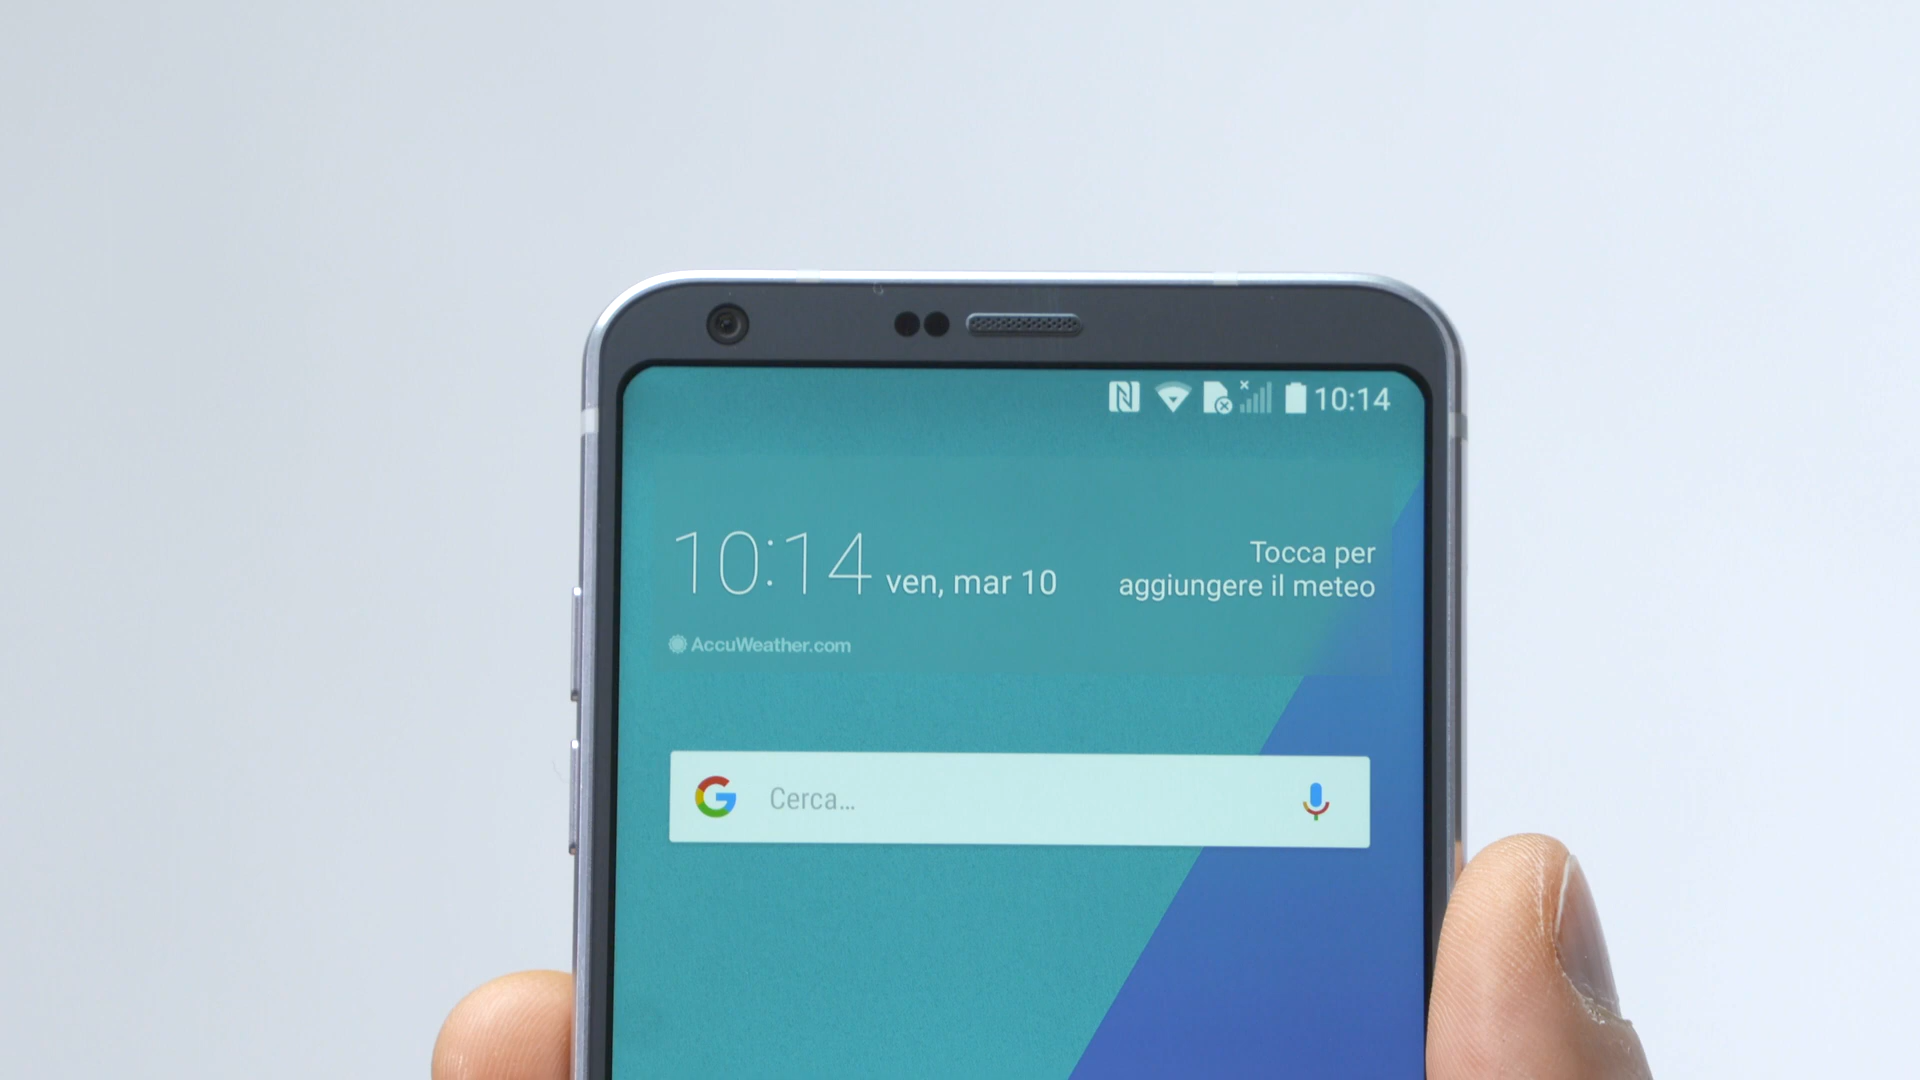 10:14
10:14 ven, mar 10
Tocca per
aggiungere il meteo
AccuWeather.com
Cerca...